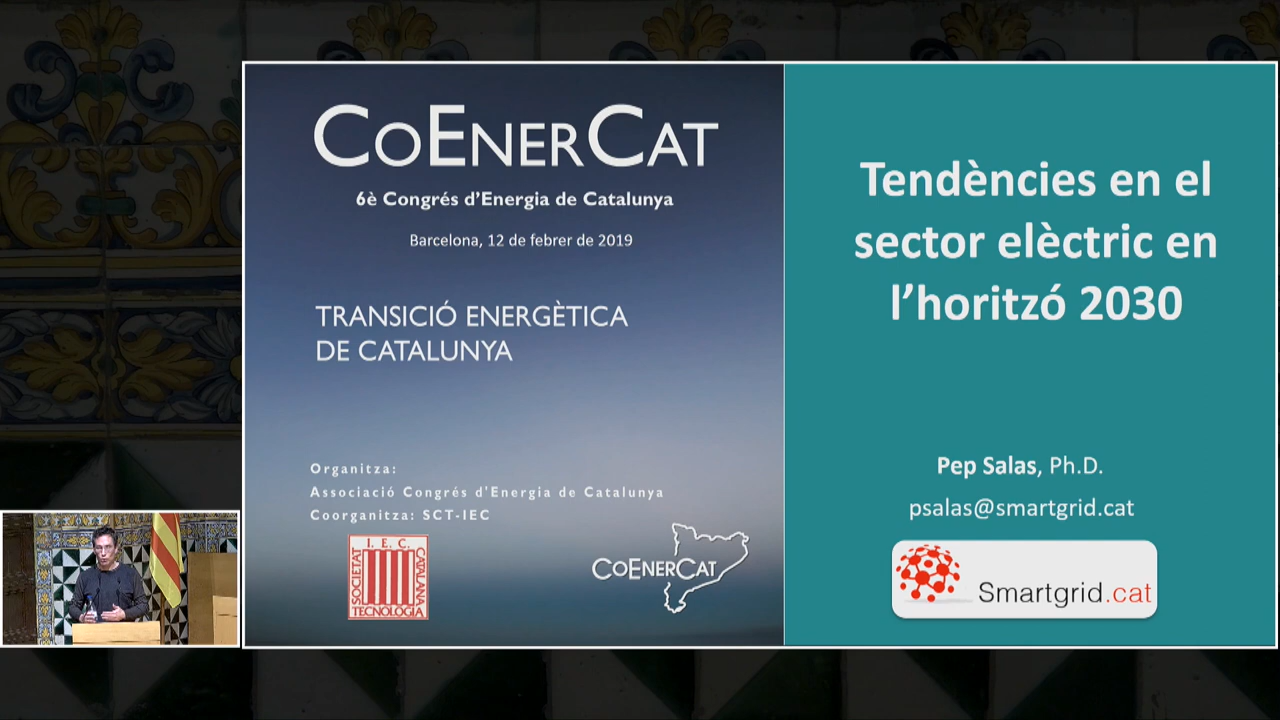 COENERCAT
6è Congrés d'Energia de Catalunya
Barcelona, 12 de febrer de 2019
TRANSICIÓ ENERGÈTICA
DE CATALUNYA
Organitza:
Associació Congrés d'Energia de Catalunya
Coorganitza: SCT-IEC
I. E. C.
SOCIETAT
CATALANA
TECNOLOGIA
COENERCAT
Tendències en el
sector elèctric en
l'horitzó 2030
Pep Salas, Ph.D.
psalas@smartgrid.cat
Smartgrid.cat